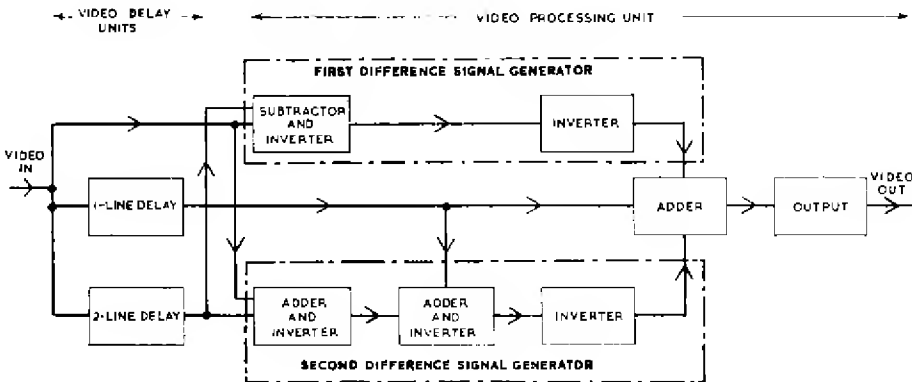 VIDEO DELAY
UNITS
VIDEO PROCESSING UNIT
FIRST DIFFERENCE SIGNAL GENERATOR
SUBTRACTOR
AND
INVERTER
INVERTER
VIDEO
IN
1-LINE DELAY
ADDER
OUTPUT
VIDEO
OUT
2-LINE DELAY
ADDER
AND
INVERTER
ADDER
AND
INVERTER
INVERTER
SECOND DIFFERENCE SIGNAL GENERATOR